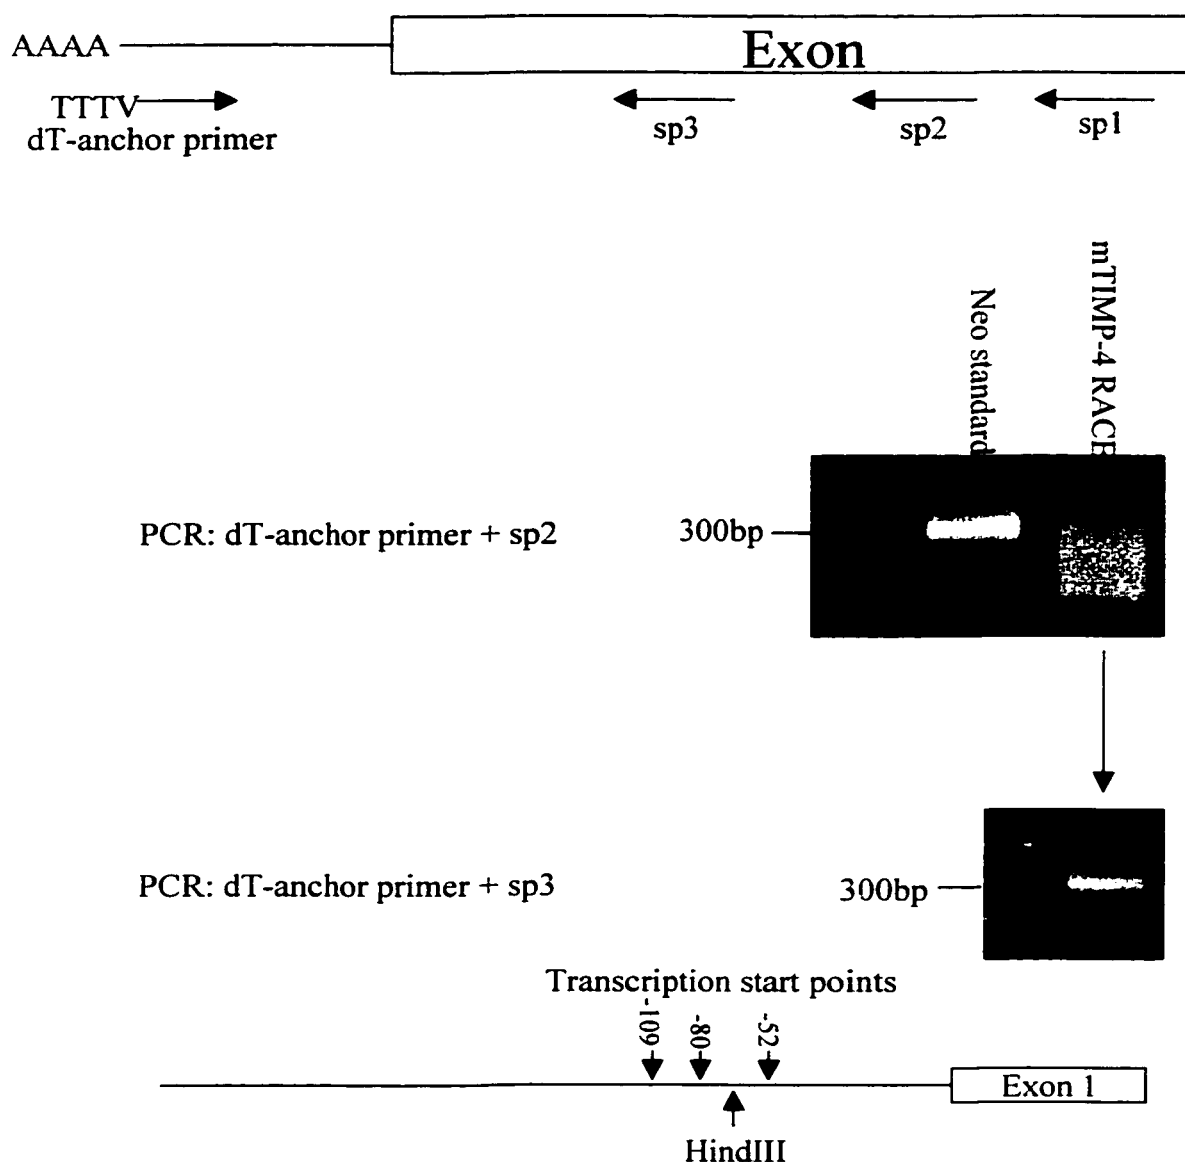 AAAA
Exon
TTTV
dT-anchor primer
sp3
sp2
sp1
mTIMP-4 RACE
Neo standard
PCR: dT-anchor primer + sp2
300bp
PCR: dT-anchor primer + sp3
300bp
Transcription start points
-109
-80
-52
Exon 1
HindIII